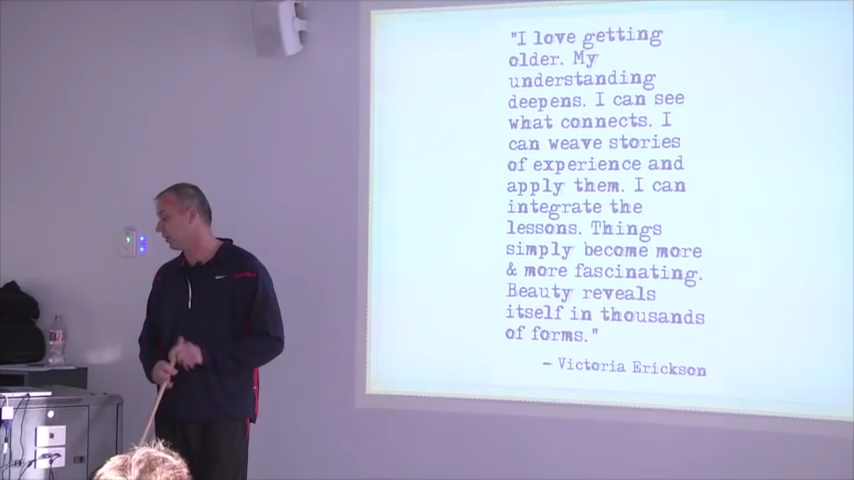 "I love getting
older. My
understanding
deepens. I can see
what connects. I
can weave stories
of experience and
apply them. I can
integrate the
lessons. Things
simply become more
& more fascinating.
Beauty reveals
itself in thousands
of forms."
— Victoria Erickson